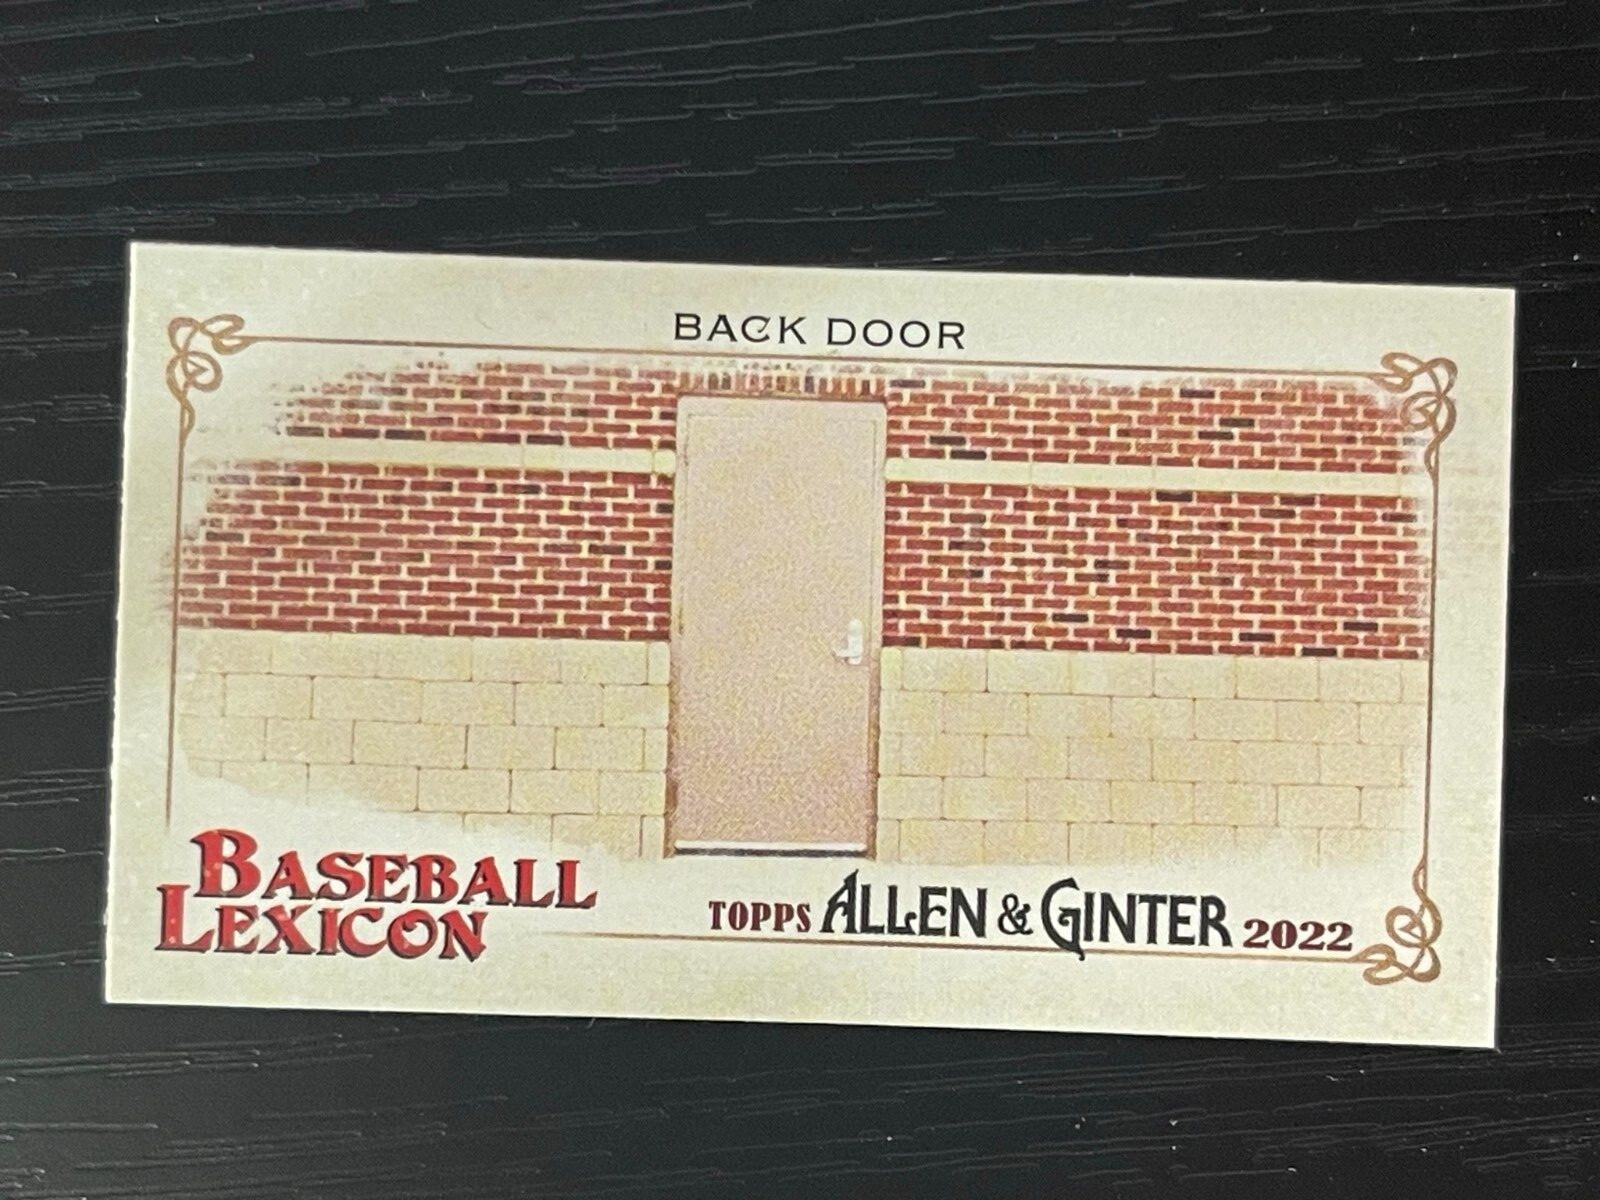 BACK DOOR
BASEBALL
LEXICON
TOPPS ALLEN & GINTER 2022